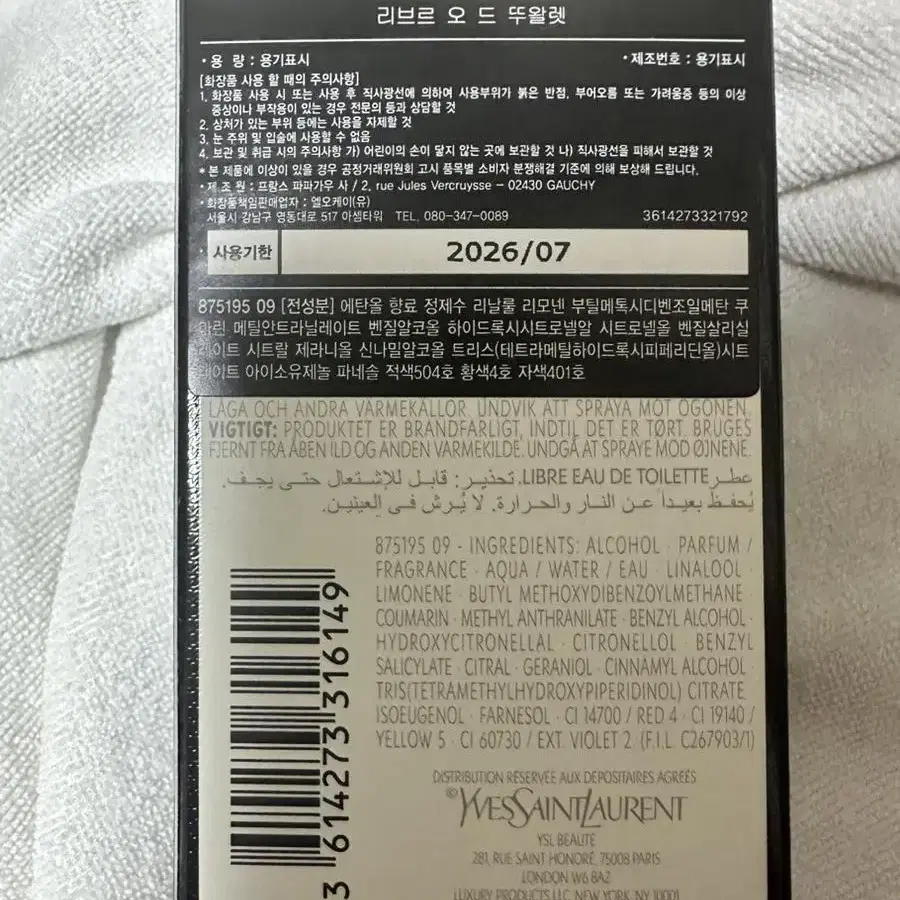 리브르 오 드 뚜왈렛
· 용 량 : 용기표시 · 제조번호 : 용기표시
[화장품 사용 할 때의 주의사항]
1. 화장품 사용 시 또는 사용 후 직사광선에 의하여 사용부위가 붉은 반점, 부어오름 또는 가려움증 등의 이상
증상이나 부작용이 있는 경우 전문의 등과 상담할 것
2. 상처가 있는 부위 등에는 사용을 자제할 것
3. 눈 주위 및 입술에 사용할 수 없음
4. 보관 및 취급 시의 주의사항 가) 어린이의 손이 닿지 않는 곳에 보관할 것 나) 직사광선을 피해서 보관할 것
* 본 제품에 이상이 있을 경우 공정거래위원회 고시 품목별 소비자 분쟁해결 기준에 의해 보상해 드립니다.
· 제 조 원 : 프랑스 파파가우 사 / 2, rue Jules Vercruysse - 02430 GAUCHY
· 화장품책임판매업자 : 엘오케이(유)
서울시 강남구 영동대로 517 아셈타워 TEL. 080-347-0089 3614273321792
· 사용기한 2026/07
875195 09 [전성분] 에탄올 향료 정제수 리날룰 리모넨 부틸메톡시디벤조일메탄 쿠
마린 메틸안트라닐레이트 벤질알코올 하이드록시시트로넬알 시트로넬올 벤질살리실
레이트 시트랄 제라니올 신나밀알코올 트리스(테트라메틸하이드록시피페리딘올)시트
레이트 아이소유제놀 파네솔 적색504호 황색4호 자색401호
LÅGA OCH ANDRA VÄRMEKÄLLOR. UNDVIK ATT SPRAYA MOT ÖGONEN.
VIGTIGT: PRODUKTET ER BRANDFARLIGT, INDTIL DET ER TØRT. BRUGES
FJERNT FRA ÅBEN ILD OG ANDEN VARMEKILDE. UNDGÅ AT SPRAYE MOD ØJNENE.
عطر LIBRE EAU DE TOILETTE. تحذير: قابل للإشتعال حتى يجف.
يُحفظ بعيداً عن النار والحرارة. لا يُرش في العينين.
875195 09 - INGREDIENTS: ALCOHOL · PARFUM /
FRAGRANCE · AQUA / WATER / EAU · LINALOOL ·
LIMONENE · BUTYL METHOXYDIBENZOYLMETHANE ·
COUMARIN · METHYL ANTHRANILATE · BENZYL ALCOHOL ·
HYDROXYCITRONELLAL · CITRONELLOL · BENZYL
SALICYLATE · CITRAL · GERANIOL · CINNAMYL ALCOHOL ·
TRIS(TETRAMETHYLHYDROXYPIPERIDINOL) CITRATE ·
ISOEUGENOL · FARNESOL · CI 14700 / RED 4 · CI 19140 /
YELLOW 5 · CI 60730 / EXT. VIOLET 2 (F.I.L. C267903/1)
3 614273 316149
DISTRIBUTION RÉSERVÉE AUX DÉPOSITAIRES AGRÉÉS
©YVESSAINTLAURENT
YSL BEAUTÉ
281, RUE SAINT HONORÉ, 75008 PARIS
LONDON W6 8AZ
LUXURY PRODUCTS LLC, NEW YORK, NY 10001